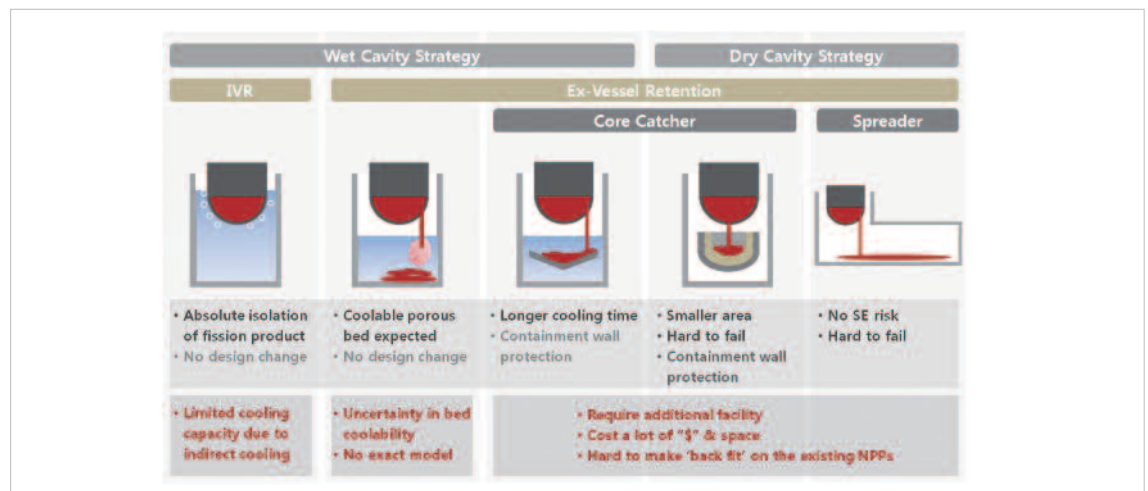 Wet Cavity Strategy
Dry Cavity Strategy
IVR
Ex-Vessel Retention
Core Catcher
Spreader
• Absolute isolation
of fission product
• No design change
• Coolable porous
bed expected
• No design change
• Longer cooling time
• Containment wall
protection
• Smaller area
• Hard to fail
• Containment wall
protection
• No SE risk
• Hard to fail
• Limited cooling
capacity due to
indirect cooling
• Uncertainty in bed
coolability
• No exact model
• Require additional facility
• Cost a lot of "$" & space
• Hard to make 'back fit' on the existing NPPs